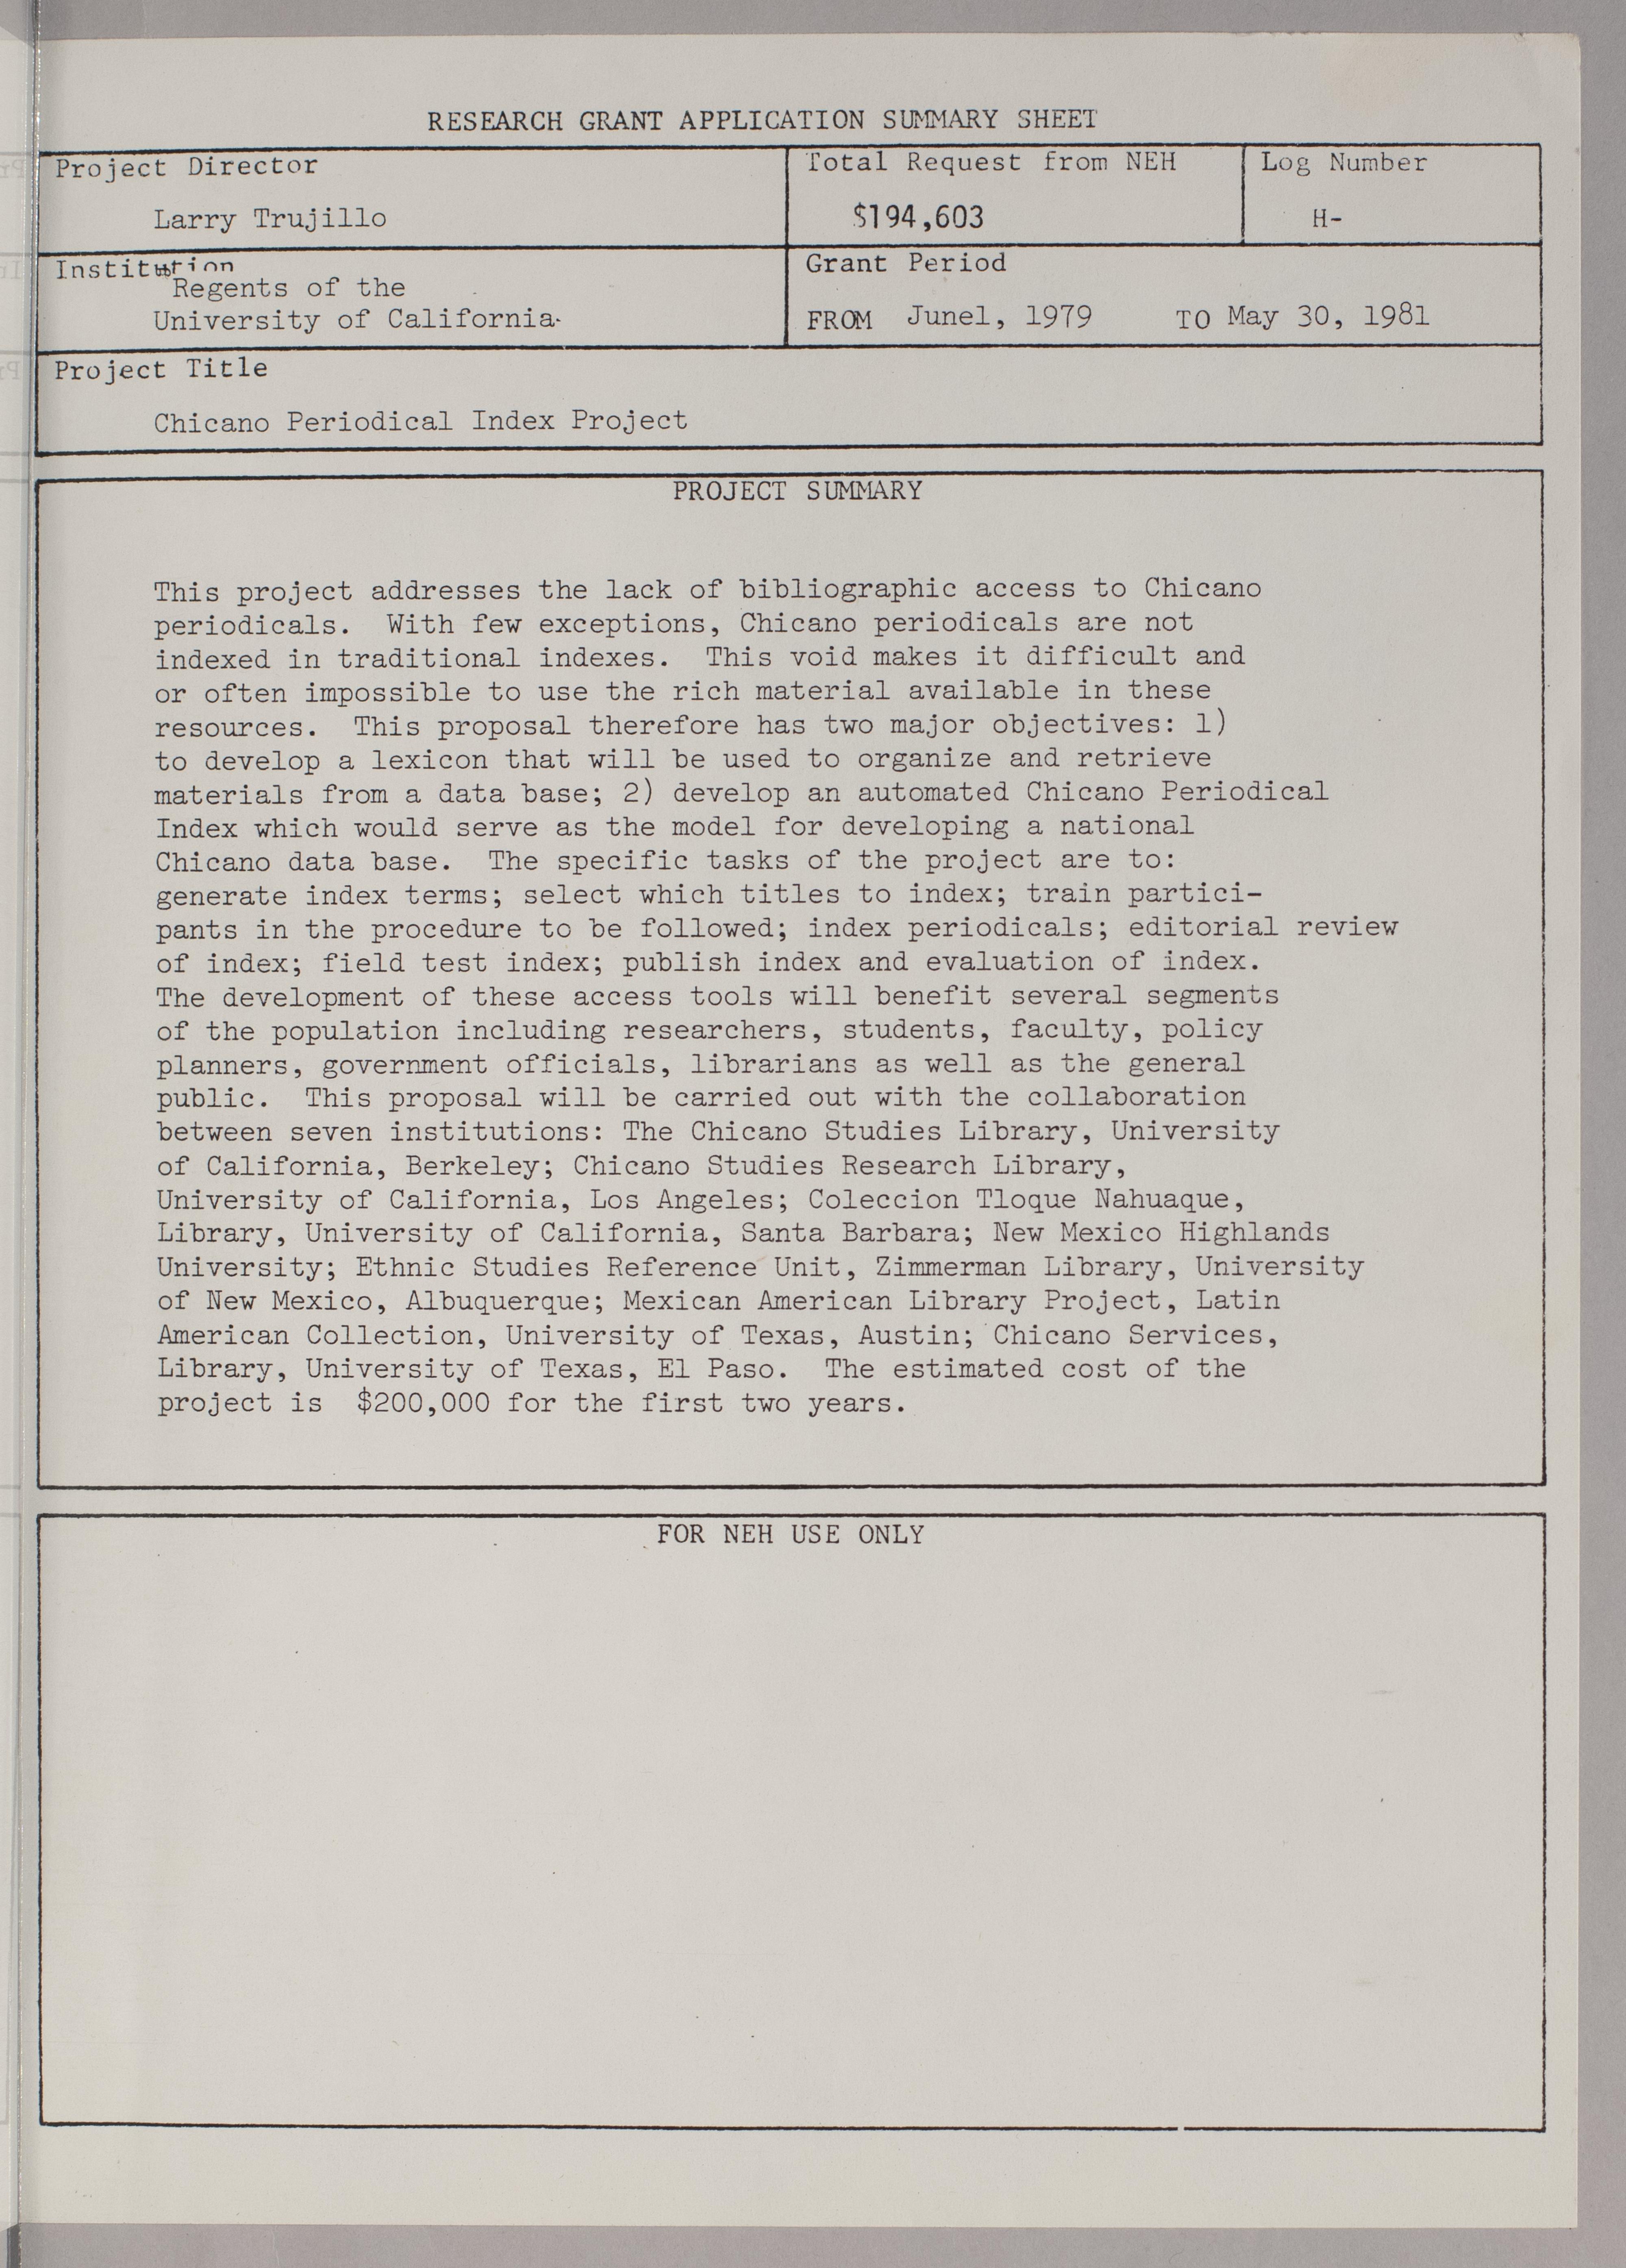 RESEARCH GRANT APPLICATION SUMMARY SHEET
Project Director
Larry Trujillo
Total Request from NEH
$194,603
Log Number
H-
Institution
Regents of the
University of California
Grant Period
FROM June1, 1979 TO May 30, 1981
Project Title
Chicano Periodical Index Project
PROJECT SUMMARY
This project addresses the lack of bibliographic access to Chicano
periodicals. With few exceptions, Chicano periodicals are not
indexed in traditional indexes. This void makes it difficult and
or often impossible to use the rich material available in these
resources. This proposal therefore has two major objectives: 1)
to develop a lexicon that will be used to organize and retrieve
materials from a data base; 2) develop an automated Chicano Periodical
Index which would serve as the model for developing a national
Chicano data base. The specific tasks of the project are to:
generate index terms; select which titles to index; train partici-
pants in the procedure to be followed; index periodicals; editorial review
of index; field test index; publish index and evaluation of index.
The development of these access tools will benefit several segments
of the population including researchers, students, faculty, policy
planners, government officials, librarians as well as the general
public. This proposal will be carried out with the collaboration
between seven institutions: The Chicano Studies Library, University
of California, Berkeley; Chicano Studies Research Library,
University of California, Los Angeles; Coleccion Tloque Nahuaque,
Library, University of California, Santa Barbara; New Mexico Highlands
University; Ethnic Studies Reference Unit, Zimmerman Library, University
of New Mexico, Albuquerque; Mexican American Library Project, Latin
American Collection, University of Texas, Austin; Chicano Services,
Library, University of Texas, El Paso. The estimated cost of the
project is $200,000 for the first two years.
FOR NEH USE ONLY